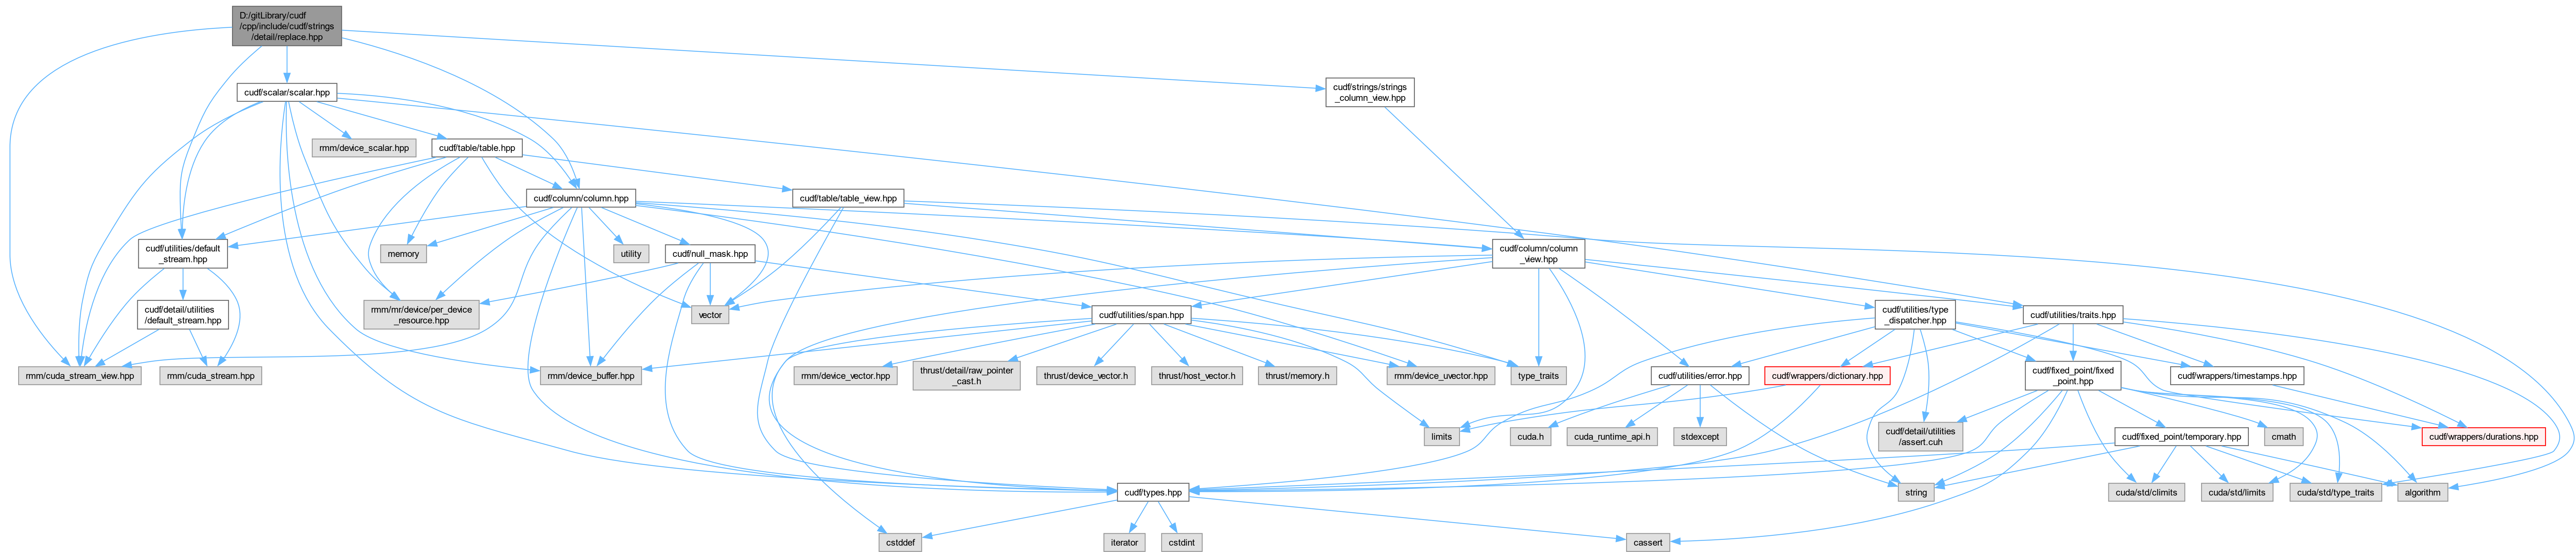 D:/gitLibrary/cudf
/cpp/include/cudf/strings
/detail/replace.hpp
cudf/scalar/scalar.hpp
cudf/strings/strings
_column_view.hpp
rmm/device_scalar.hpp
cudf/table/table.hpp
cudf/column/column.hpp
cudf/table/table_view.hpp
cudf/utilities/default
_stream.hpp
memory
utility
cudf/null_mask.hpp
cudf/column/column
_view.hpp
cudf/detail/utilities
/default_stream.hpp
rmm/mr/device/per_device
_resource.hpp
vector
cudf/utilities/span.hpp
cudf/utilities/type
_dispatcher.hpp
cudf/utilities/traits.hpp
rmm/cuda_stream_view.hpp
rmm/cuda_stream.hpp
rmm/device_buffer.hpp
rmm/device_vector.hpp
thrust/detail/raw_pointer
_cast.h
thrust/device_vector.h
thrust/host_vector.h
thrust/memory.h
rmm/device_uvector.hpp
type_traits
cudf/utilities/error.hpp
cudf/wrappers/dictionary.hpp
cudf/fixed_point/fixed
_point.hpp
cudf/wrappers/timestamps.hpp
limits
cuda.h
cuda_runtime_api.h
stdexcept
cudf/detail/utilities
/assert.cuh
cudf/fixed_point/temporary.hpp
cmath
cudf/wrappers/durations.hpp
cudf/types.hpp
string
cuda/std/climits
cuda/std/limits
cuda/std/type_traits
algorithm
cstddef
iterator
cstdint
cassert